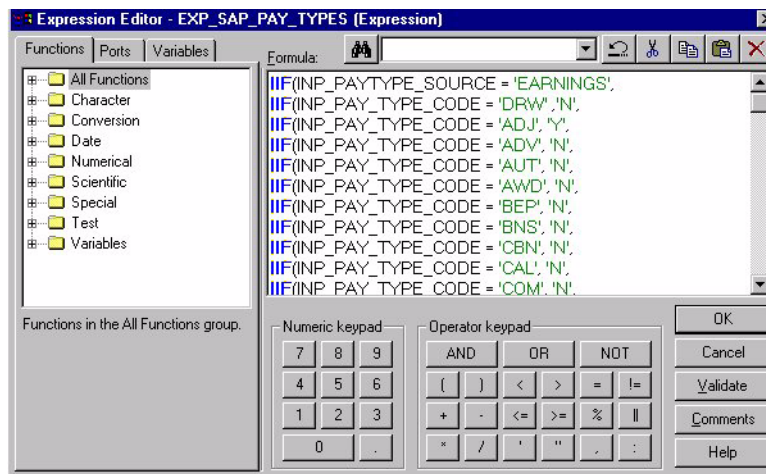 Expression Editor - EXP_SAP_PAY_TYPES (Expression)
Functions Ports Variables
Formula:
All Functions
Character
Conversion
Date
Numerical
Scientific
Special
Test
Variables
IIF(INP_PAYTYPE_SOURCE = 'EARNINGS',
IIF(INP_PAY_TYPE_CODE = 'DRW' ,'N',
IIF(INP_PAY_TYPE_CODE = 'ADJ', 'Y',
IIF(INP_PAY_TYPE_CODE = 'ADV', 'N',
IIF(INP_PAY_TYPE_CODE = 'AUT', 'N',
IIF(INP_PAY_TYPE_CODE = 'AWD', 'N',
IIF(INP_PAY_TYPE_CODE = 'BEP', 'N',
IIF(INP_PAY_TYPE_CODE = 'BNS', 'N',
IIF(INP_PAY_TYPE_CODE = 'CBN', 'N',
IIF(INP_PAY_TYPE_CODE = 'CAL', 'N',
IIF(INP_PAY_TYPE_CODE = 'COM', 'N',
Functions in the All Functions group.
Numeric keypad
7 8 9
4 5 6
1 2 3
0 .
Operator keypad
AND OR NOT
( ) < > = !=
+ - <= >= % ||
* / ' " , :
OK
Cancel
Validate
Comments
Help